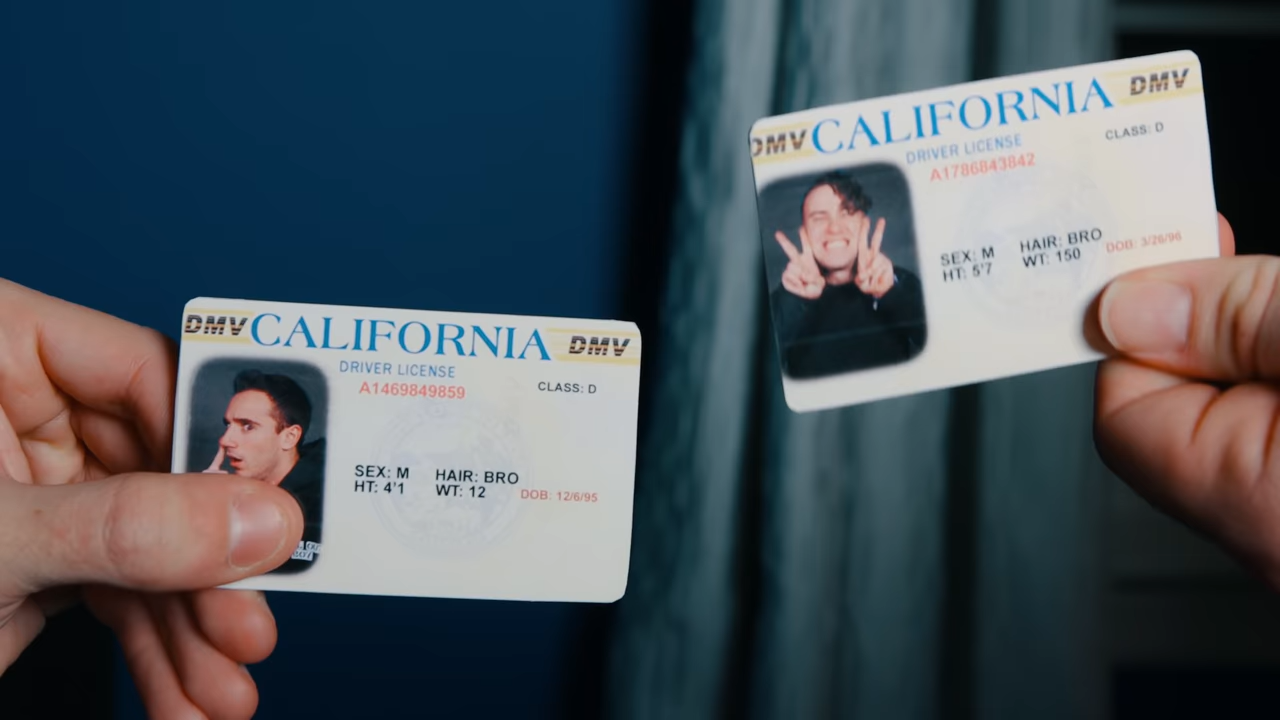 DMV CALIFORNIA DMV
DRIVER LICENSE
A1469849859
CLASS: D
SEX: M HAIR: BRO
HT: 4'1 WT: 12
DOB: 12/6/95
DMV CALIFORNIA DMV
DRIVER LICENSE
A1786843842
CLASS: D
SEX: M HAIR: BRO
HT: 5'7 WT: 150
DOB: 3/26/96